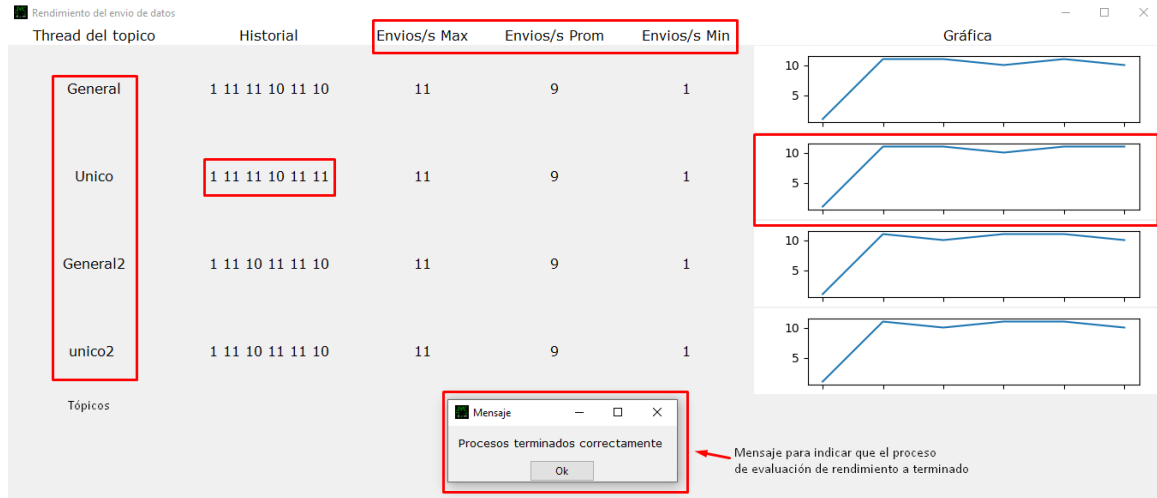 Rendimiento del envio de datos
Thread del topico Historial Envios/s Max Envios/s Prom Envios/s Min Gráfica
General 1 11 11 10 11 10 11 9 1
10
5
Unico 1 11 11 10 11 11 11 9 1
10
5
General2 1 11 10 11 11 10 11 9 1
10
5
unico2 1 11 10 11 11 10 11 9 1
10
5
Tópicos
Mensaje
Procesos terminados correctamente
Ok
Mensaje para indicar que el proceso
de evaluación de rendimiento a terminado